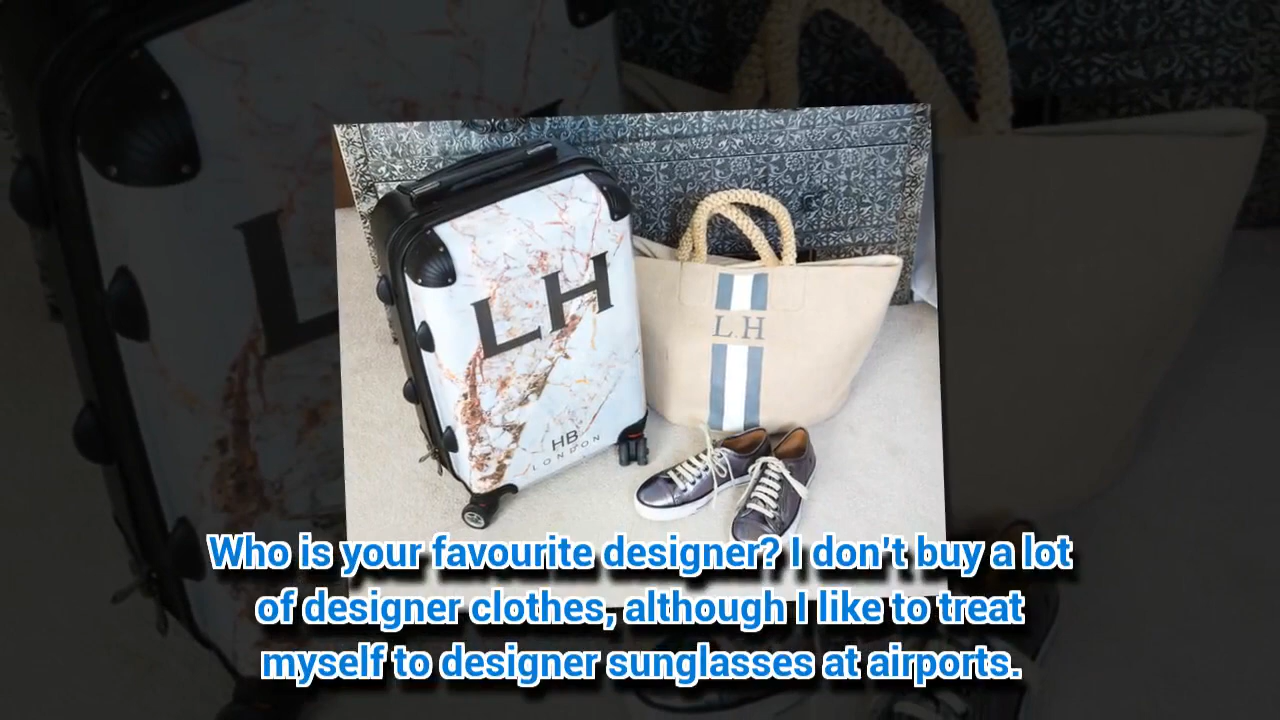 LH
L.H
HB
LONDON
Who is your favourite designer? I don't buy a lot
of designer clothes, although I like to treat
myself to designer sunglasses at airports.